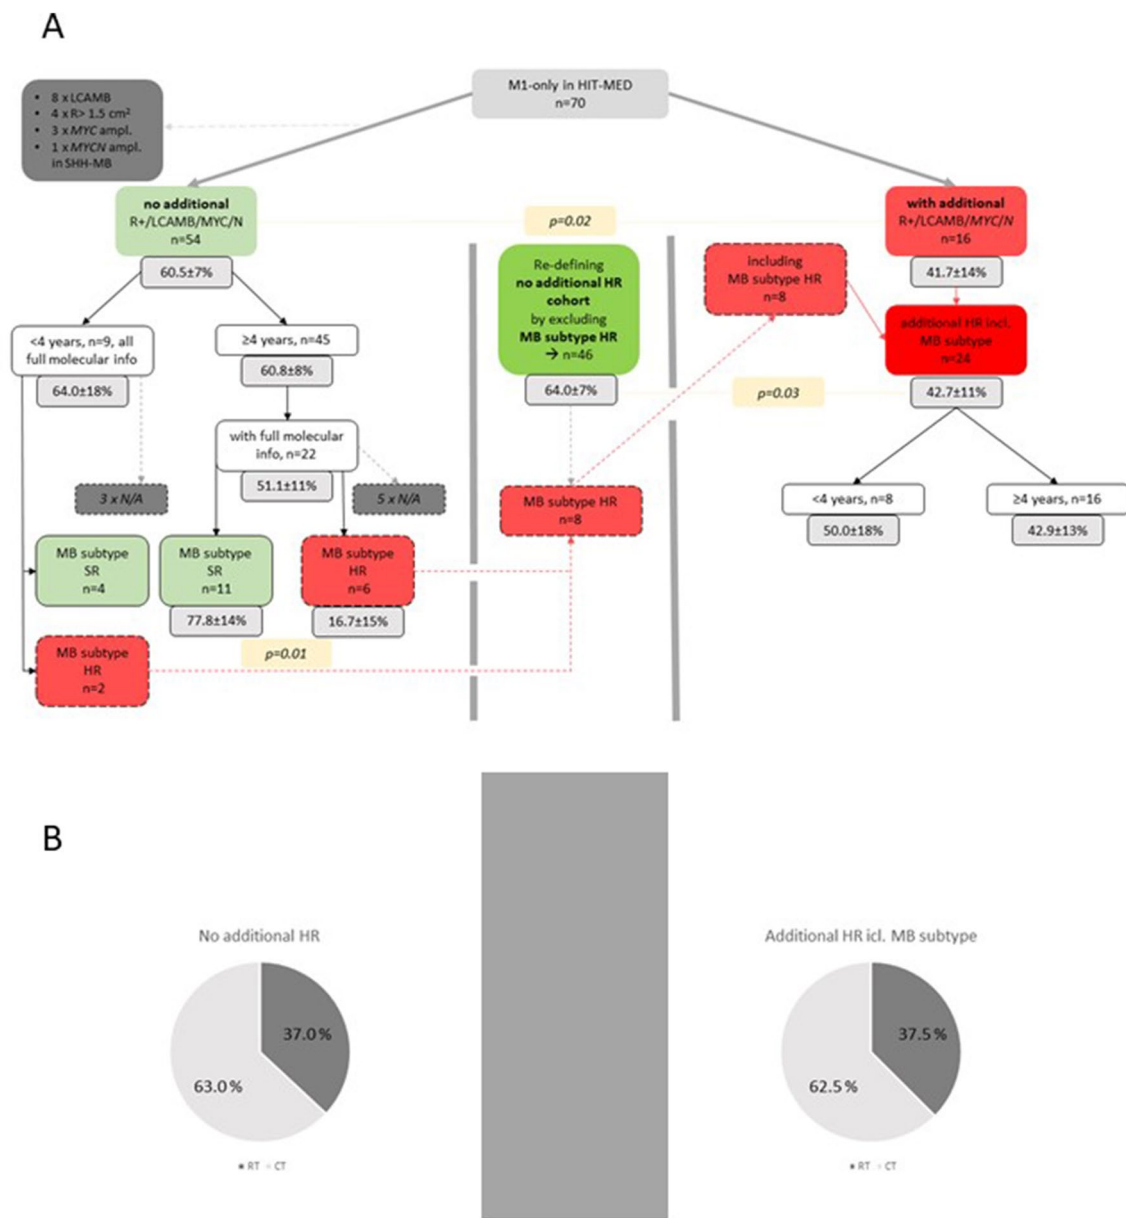 A
• 8 x LCAMB
• 4 x R> 1.5 cm²
• 3 x MYC ampl.
• 1 x MYCN ampl.
in SHH-MB
M1-only in HIT-MED
n=70
no additional
R+/LCAMB/MYC/N
n=54
60.5±7%
p=0.02
with additional
R+/LCAMB/MYC/N
n=16
41.7±14%
Re-defining
no additional HR
cohort
by excluding
MB subtype HR
→ n=46
64.0±7%
including
MB subtype HR
n=8
additional HR incl.
MB subtype
n=24
42.7±11%
p=0.03
<4 years, n=9, all
full molecular info
64.0±18%
≥4 years, n=45
60.8±8%
with full molecular
info, n=22
51.1±11%
3 x N/A
5 x N/A
MB subtype HR
n=8
<4 years, n=8
50.0±18%
≥4 years, n=16
42.9±13%
MB subtype
SR
n=4
MB subtype
SR
n=11
77.8±14%
MB subtype
HR
n=6
16.7±15%
p=0.01
MB subtype
HR
n=2
B
No additional HR
37.0 %
63.0 %
RT CT
Additional HR icl. MB subtype
37.5 %
62.5 %
RT CT